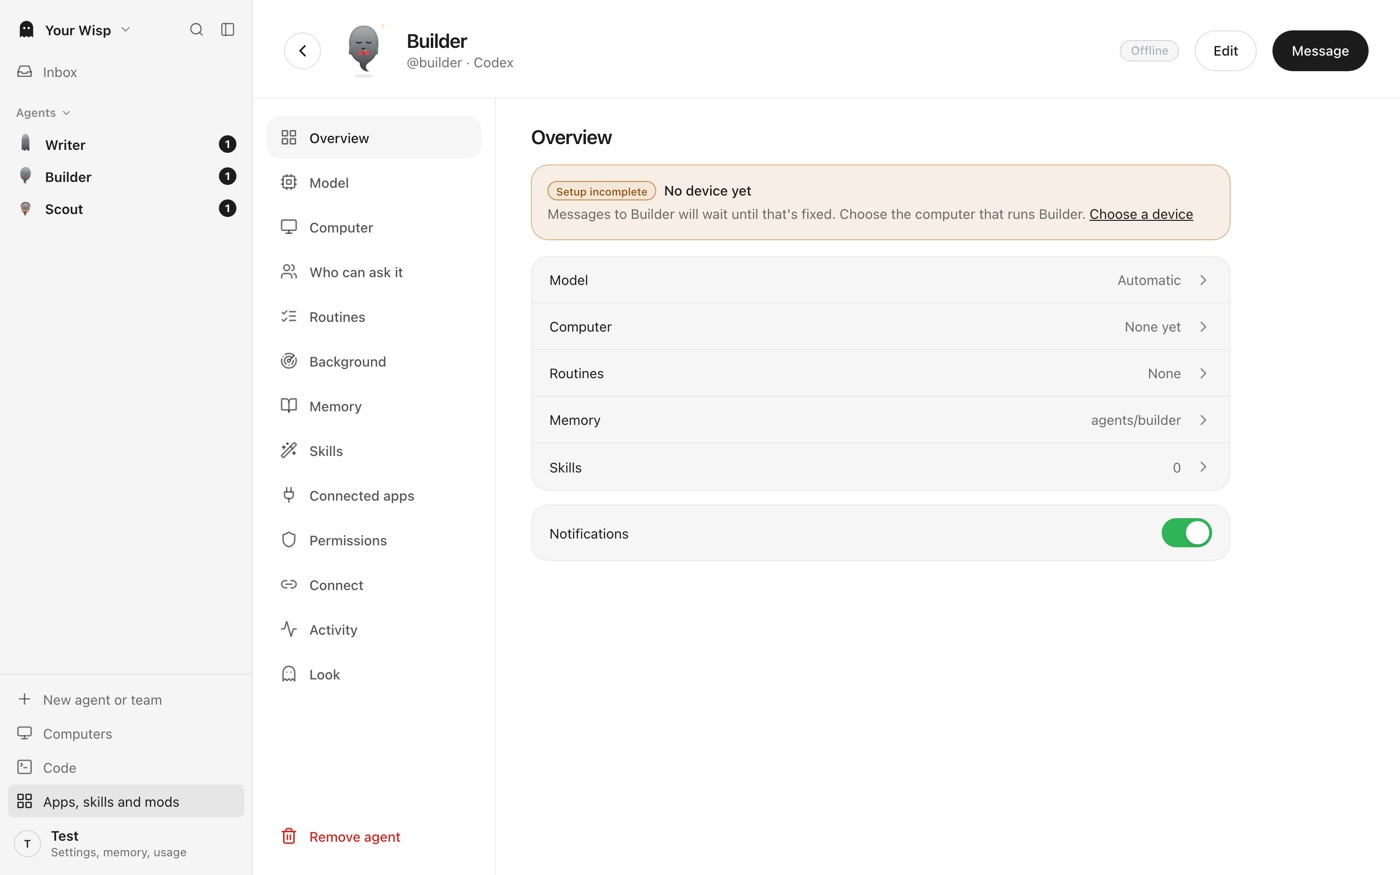 Your Wisp
Inbox
Agents
Writer 1
Builder 1
Scout 1
New agent or team
Computers
Code
Apps, skills and mods
T
Test
Settings, memory, usage
Builder
@builder · Codex
Offline
Edit
Message
Overview
Model
Computer
Who can ask it
Routines
Background
Memory
Skills
Connected apps
Permissions
Connect
Activity
Look
Remove agent
Overview
Setup incomplete No device yet
Messages to Builder will wait until that's fixed. Choose the computer that runs Builder. Choose a device
Model Automatic
Computer None yet
Routines None
Memory agents/builder
Skills 0
Notifications